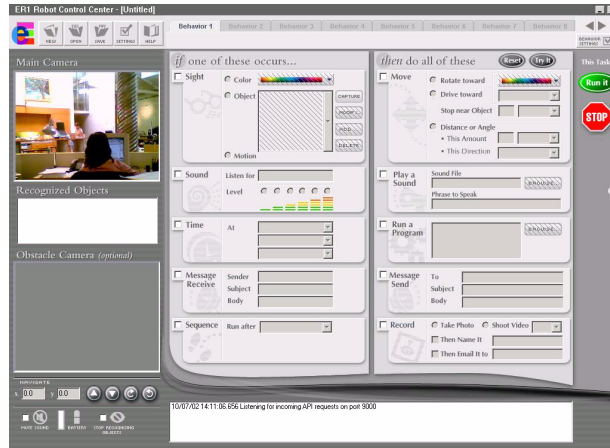 ER1 Robot Control Center - [Untitled]
NEW OPEN SAVE SETTINGS HELP
Behavior 1 Behavior 2 Behavior 3 Behavior 4 Behavior 5 Behavior 6 Behavior 7 Behavior 8
BEHAVIOR
SETTINGS
Main Camera
if one of these occurs...
then do all of these
Reset Try It
This Task
Run it
STOP
Sight
Color
Object
CAPTURE
ADD...
DELETE
Motion
Move
Rotate toward
Drive toward
Stop near Object
Distance or Angle
• This Amount
• This Direction
Recognized Objects
Sound
Listen for
Level
Play a
Sound
Sound File
BROWSE...
Phrase to Speak
Time
At
Run a
Program
BROWSE...
Obstacle Camera (optional)
Message
Receive
Sender
Subject
Body
Message
Send
To
Subject
Body
Sequence
Run after
Record
Take Photo Shoot Video
Then Name It
Then Email It to
NAVIGATE
x 0.0 y 0.0
MUTE SOUND BATTERY STOP RECOGNIZING
OBJECTS
10/07/02 14:11:06.656 Listening for incoming API requests on port 9000